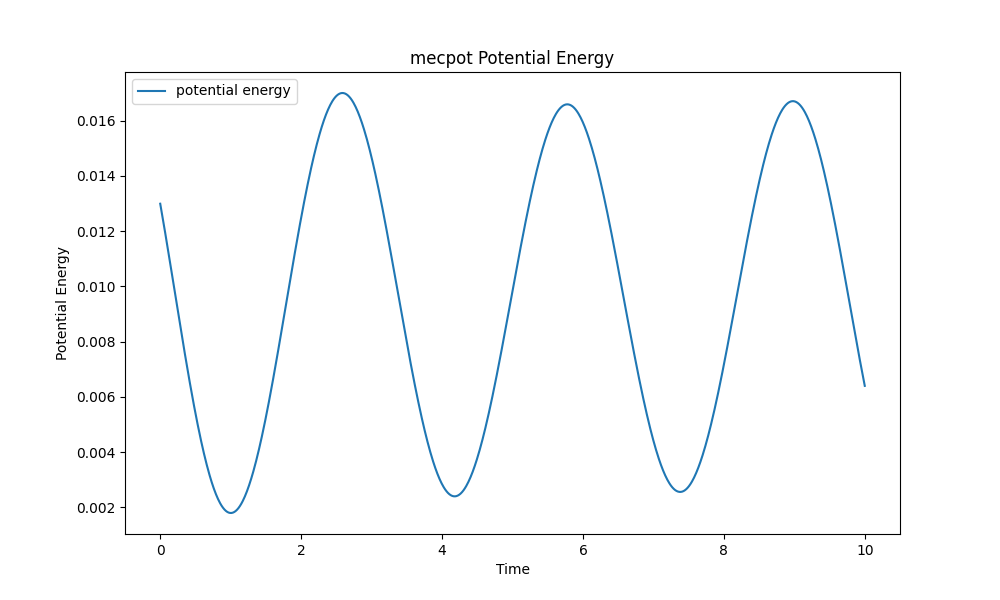 mecpot Potential Energy
potential energy
Potential Energy
0.016
0.014
0.012
0.010
0.008
0.006
0.004
0.002
0 2 4 6 8 10
Time